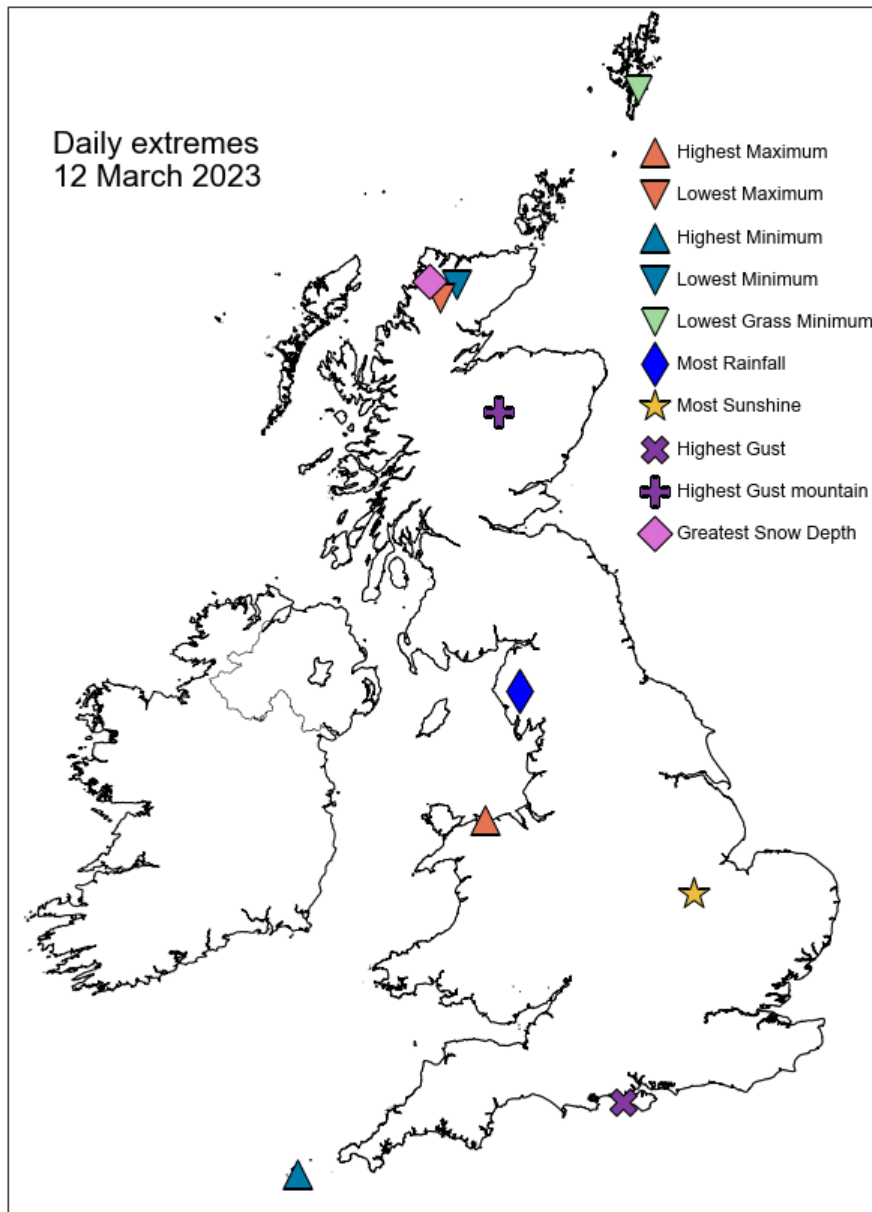 Daily extremes
12 March 2023
Highest Maximum
Lowest Maximum
Highest Minimum
Lowest Minimum
Lowest Grass Minimum
Most Rainfall
Most Sunshine
Highest Gust
Highest Gust mountain
Greatest Snow Depth